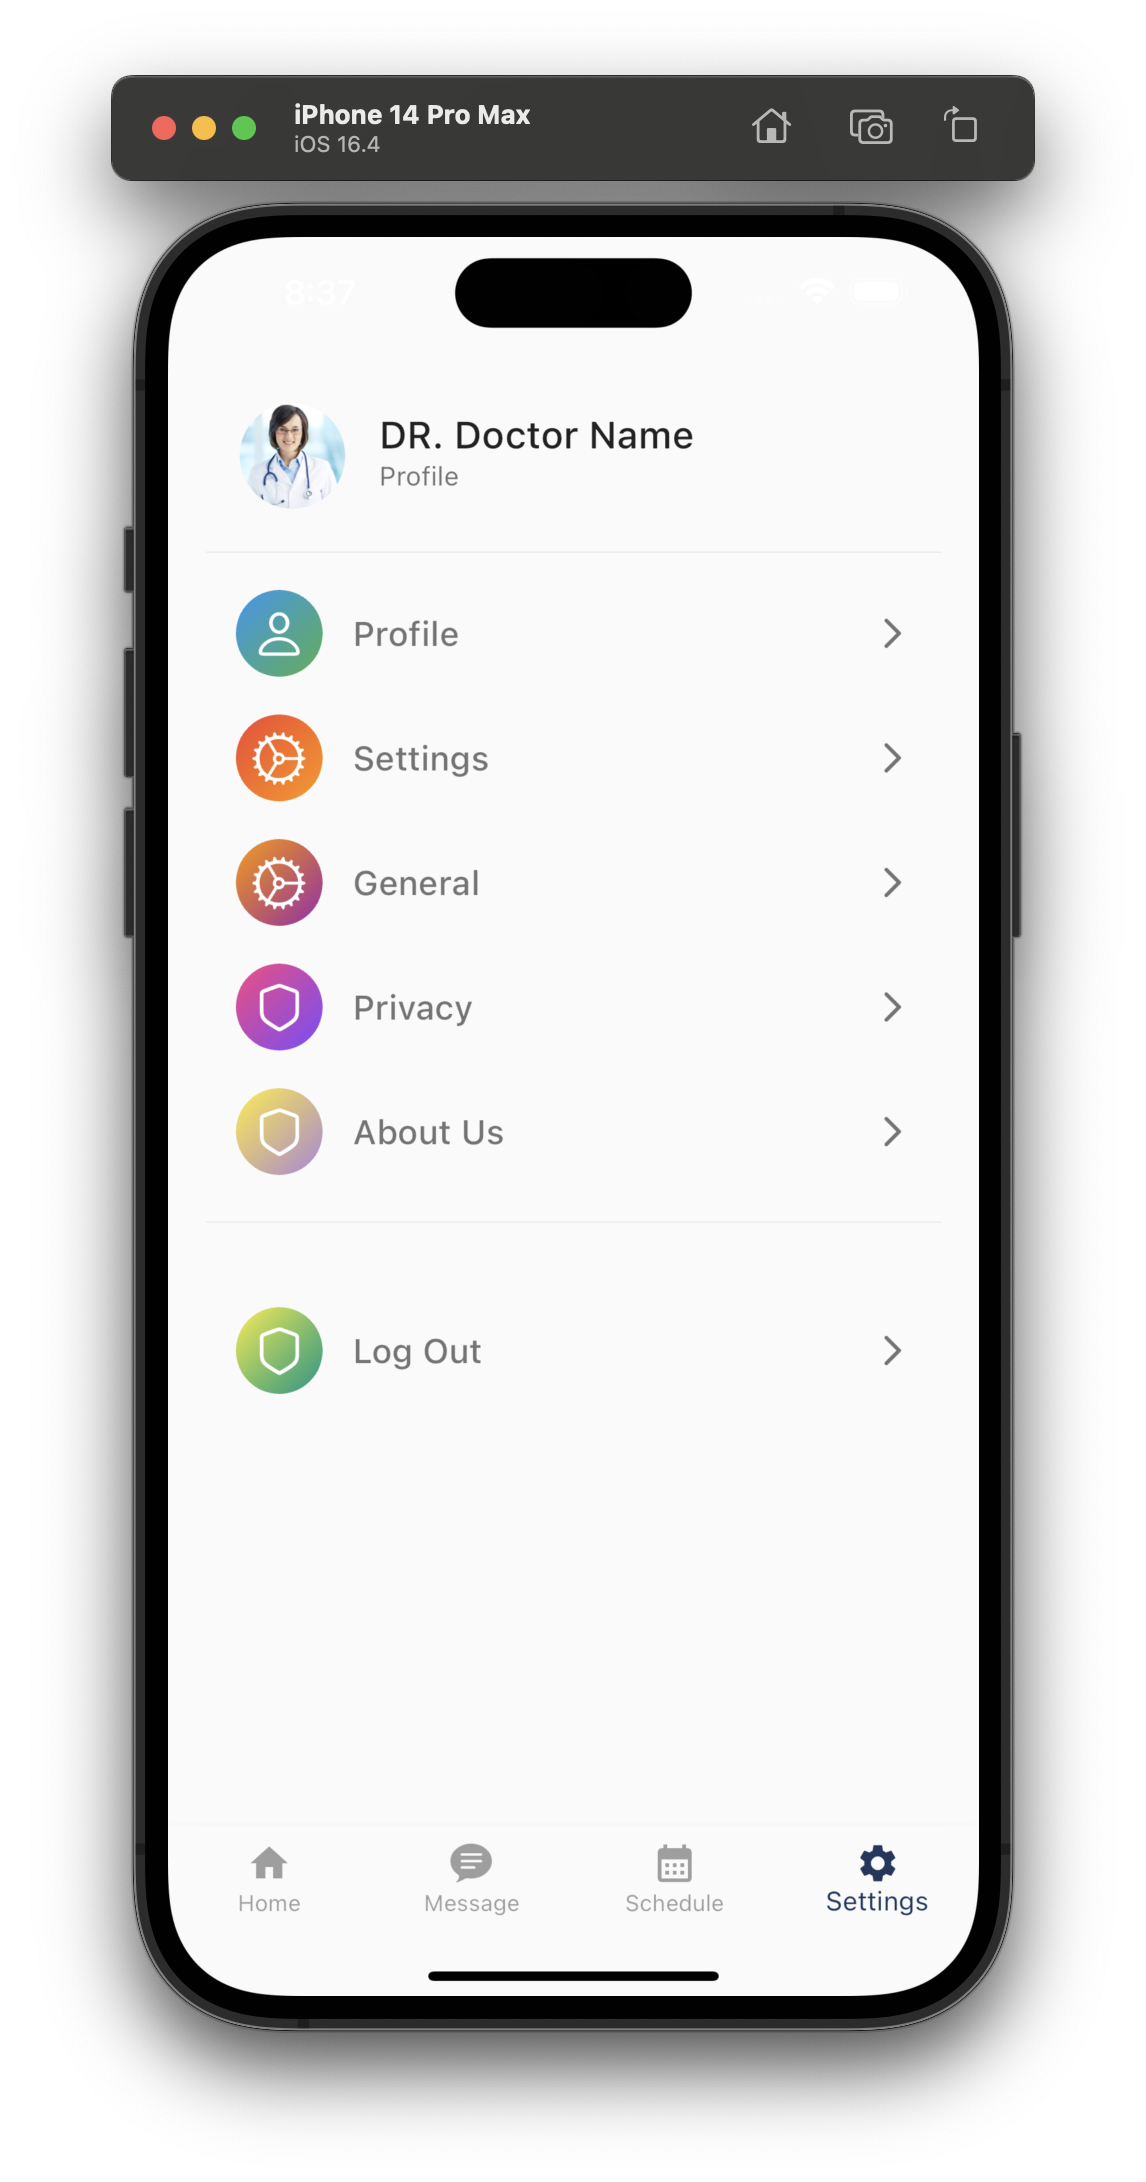 iPhone 14 Pro Max
iOS 16.4
8:37
DR. Doctor Name
Profile
Profile
Settings
General
Privacy
About Us
Log Out
Home
Message
Schedule
Settings